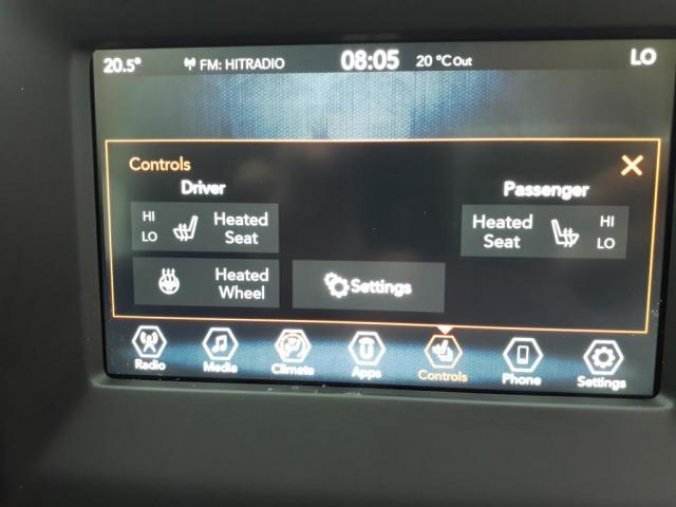 20.5° FM: HITRADIO 08:05 20 °C Out LO
Controls
Driver Passenger
HI
LO
Heated
Seat
Heated
Seat
HI
LO
Heated
Wheel
Settings
Radio Media Climate Apps Controls Phone Settings